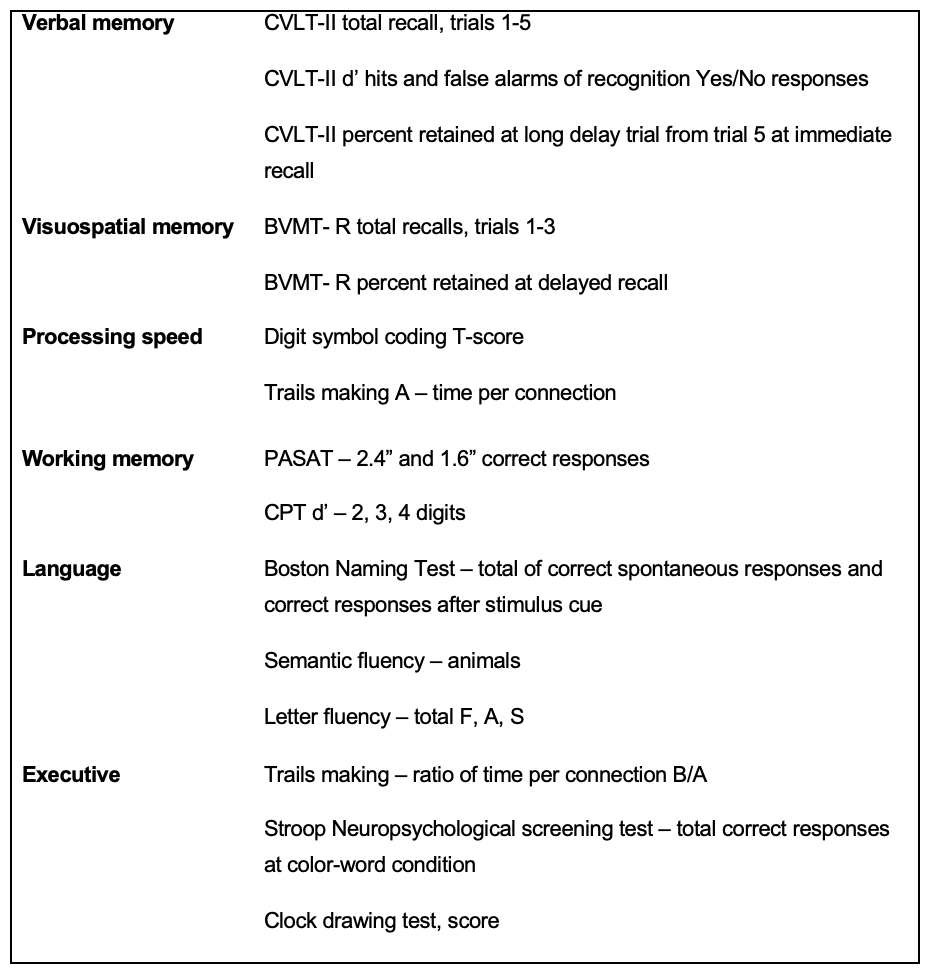 Verbal memory CVLT-II total recall, trials 1-5
CVLT-II d’ hits and false alarms of recognition Yes/No responses
CVLT-II percent retained at long delay trial from trial 5 at immediate
recall
Visuospatial memory BVMT- R total recalls, trials 1-3
BVMT- R percent retained at delayed recall
Processing speed Digit symbol coding T-score
Trails making A – time per connection
Working memory PASAT – 2.4” and 1.6” correct responses
CPT d’ – 2, 3, 4 digits
Language Boston Naming Test – total of correct spontaneous responses and
correct responses after stimulus cue
Semantic fluency – animals
Letter fluency – total F, A, S
Executive Trails making – ratio of time per connection B/A
Stroop Neuropsychological screening test – total correct responses
at color-word condition
Clock drawing test, score